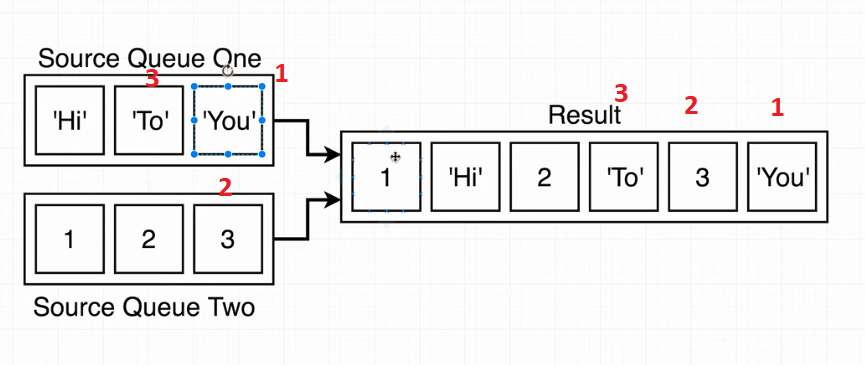 Source Queue One
3
1
'Hi' 'To' 'You'
2
1 2 3
Source Queue Two
3 2 1
Result
1 'Hi' 2 'To' 3 'You'